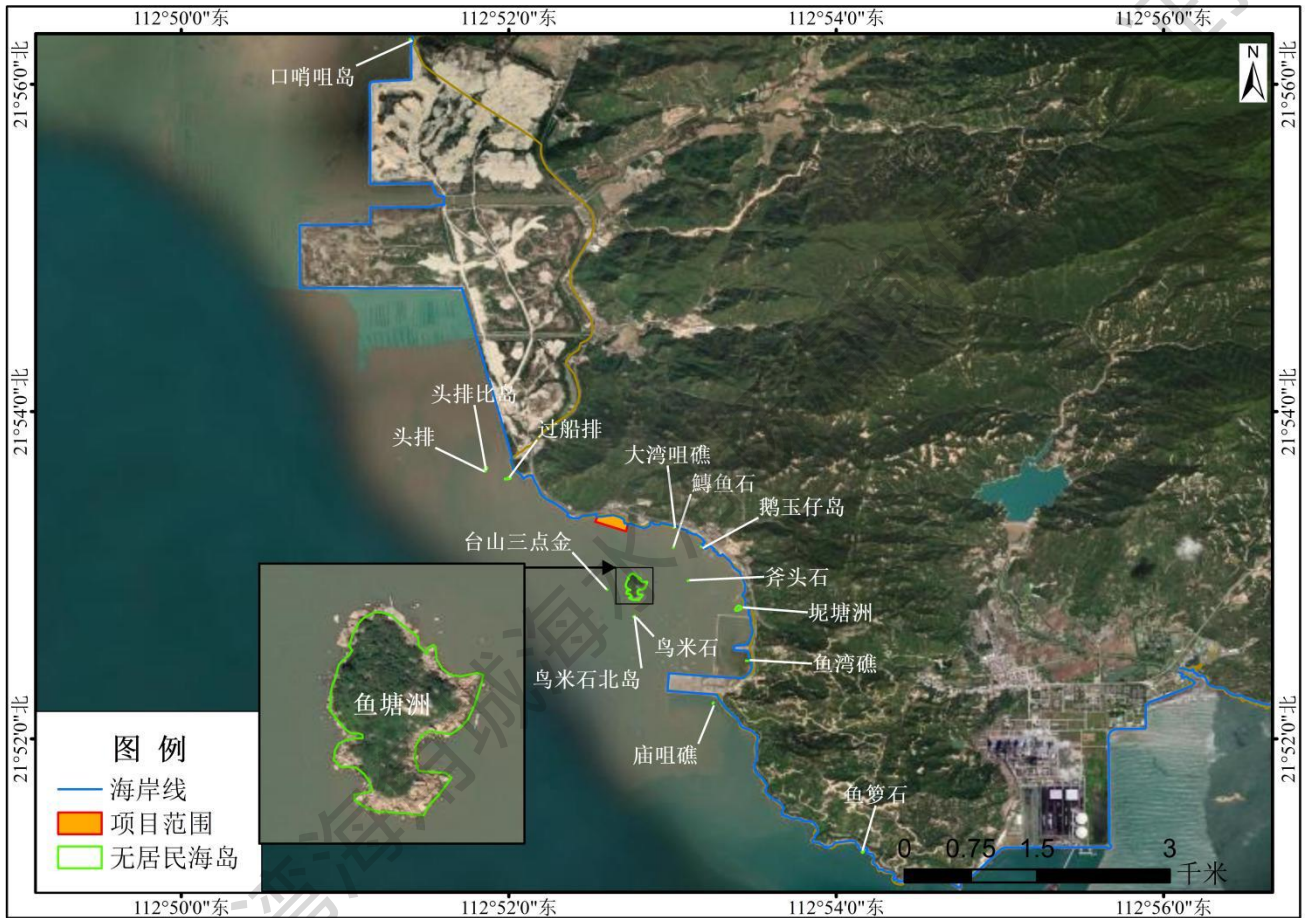 112°50'0"东
112°52'0"东
112°54'0"东
112°56'0"东
21°56'0"北
21°56'0"北
N
口哨咀岛
21°54'0"北
21°54'0"北
头排比岛
头排
过船排
大湾咀礁
鱄鱼石
鹅玉仔岛
台山三点金
斧头石
坭塘洲
鸟米石
鱼湾礁
鸟米石北岛
鱼塘洲
21°52'0"北
21°52'0"北
庙咀礁
图 例
海岸线
项目范围
无居民海岛
鱼箩石
0 0.75 1.5 3
千米
112°50'0"东
112°52'0"东
112°54'0"东
112°56'0"东